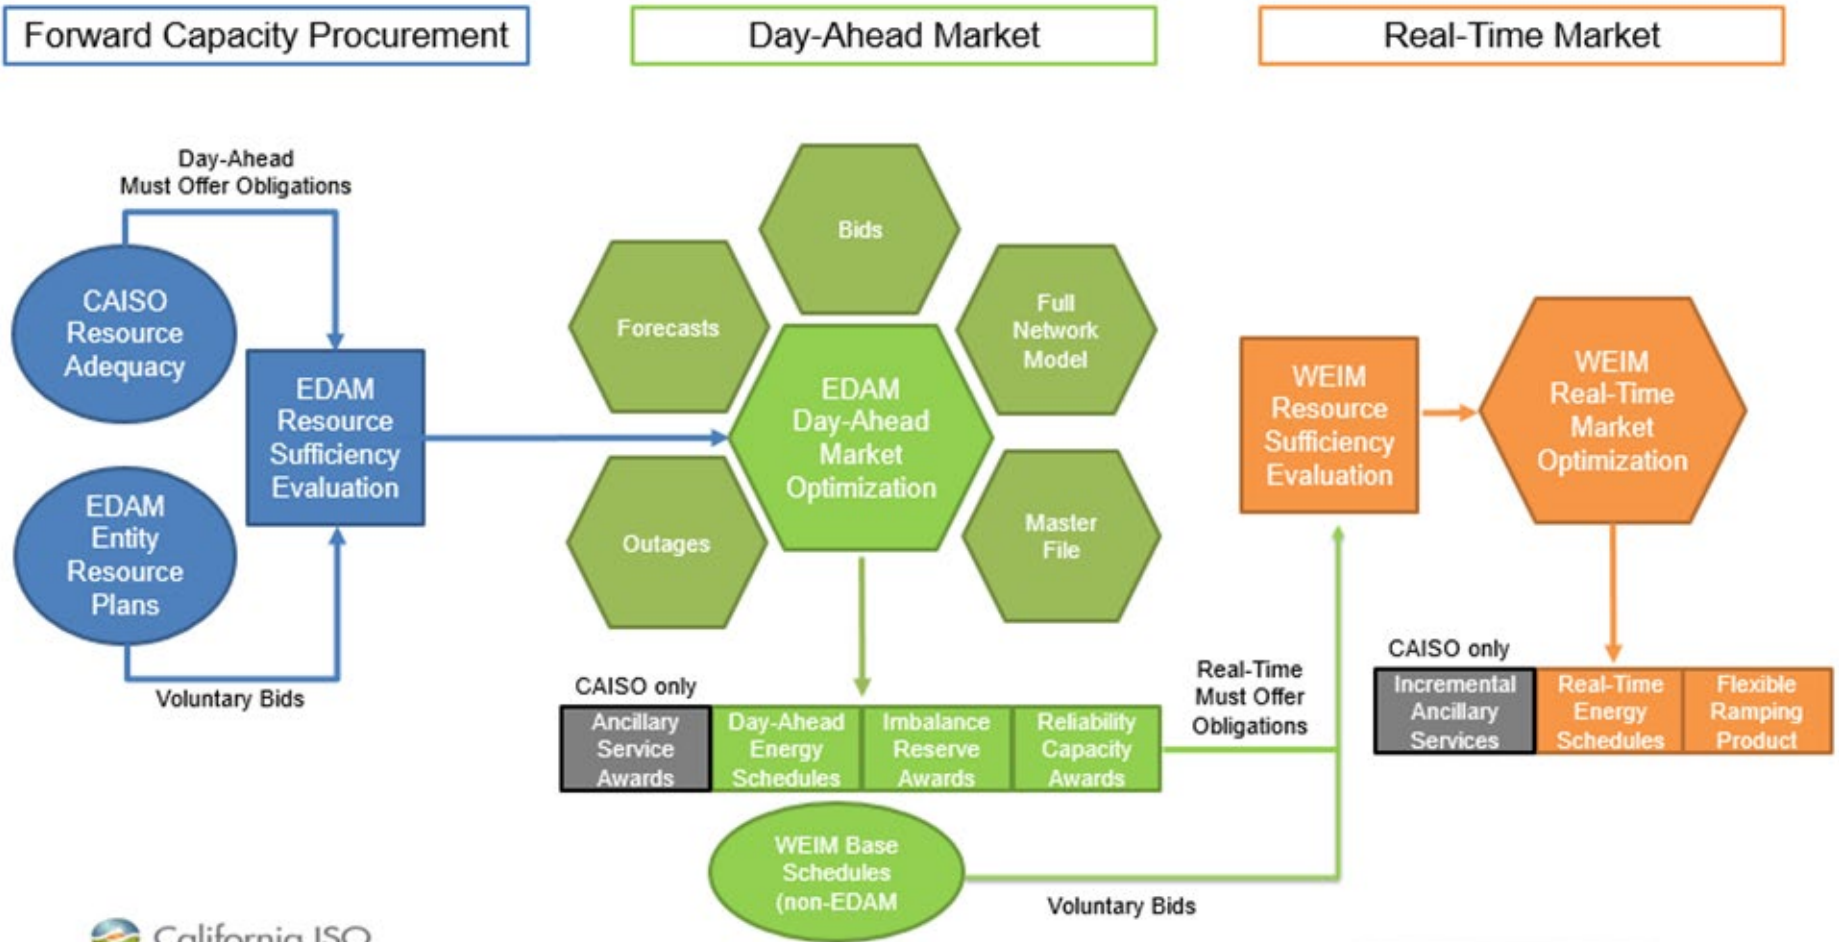 Forward Capacity Procurement
Day-Ahead Market
Real-Time Market
Day-Ahead
Must Offer Obligations
CAISO
Resource
Adequacy
EDAM
Resource
Sufficiency
Evaluation
EDAM
Entity
Resource
Plans
Voluntary Bids
Bids
Forecasts
Full
Network
Model
EDAM
Day-Ahead
Market
Optimization
Outages
Master
File
CAISO only
Ancillary
Service
Awards
Day-Ahead
Energy
Schedules
Imbalance
Reserve
Awards
Reliability
Capacity
Awards
WEIM Base
Schedules
(non-EDAM
Real-Time
Must Offer
Obligations
Voluntary Bids
WEIM
Resource
Sufficiency
Evaluation
WEIM
Real-Time
Market
Optimization
CAISO only
Incremental
Ancillary
Services
Real-Time
Energy
Schedules
Flexible
Ramping
Product
California ISO